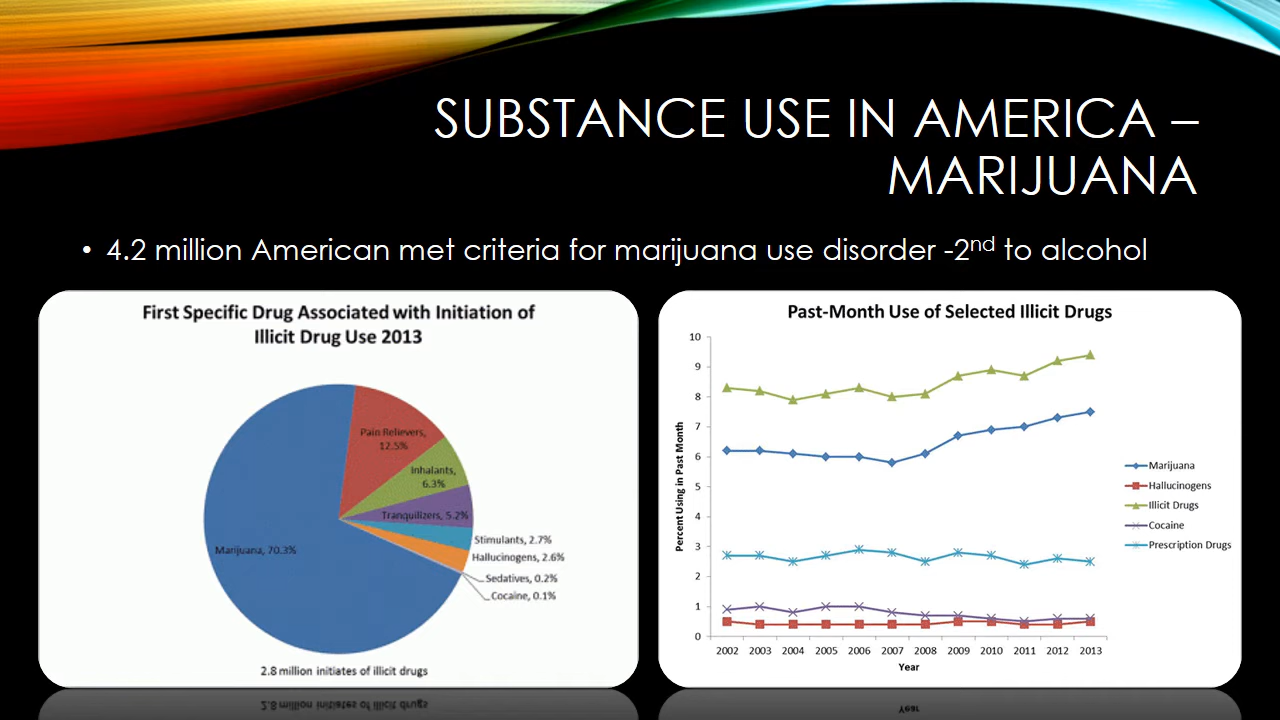 SUBSTANCE USE IN AMERICA –
MARIJUANA
• 4.2 million American met criteria for marijuana use disorder -2nd to alcohol
First Specific Drug Associated with Initiation of
Illicit Drug Use 2013
Pain Relievers,
12.5%
Inhalants,
6.3%
Tranquilizers, 5.2%
Stimulants, 2.7%
Marijuana, 70.3%
Hallucinogens, 2.6%
Sedatives, 0.2%
Cocaine, 0.1%
2.8 million initiates of illicit drugs
Past-Month Use of Selected Illicit Drugs
Percent Using in Past Month
10
9
8
7
6
5
4
3
2
1
0
2002 2003 2004 2005 2006 2007 2008 2009 2010 2011 2012 2013
Year
Marijuana
Hallucinogens
Illicit Drugs
Cocaine
Prescription Drugs